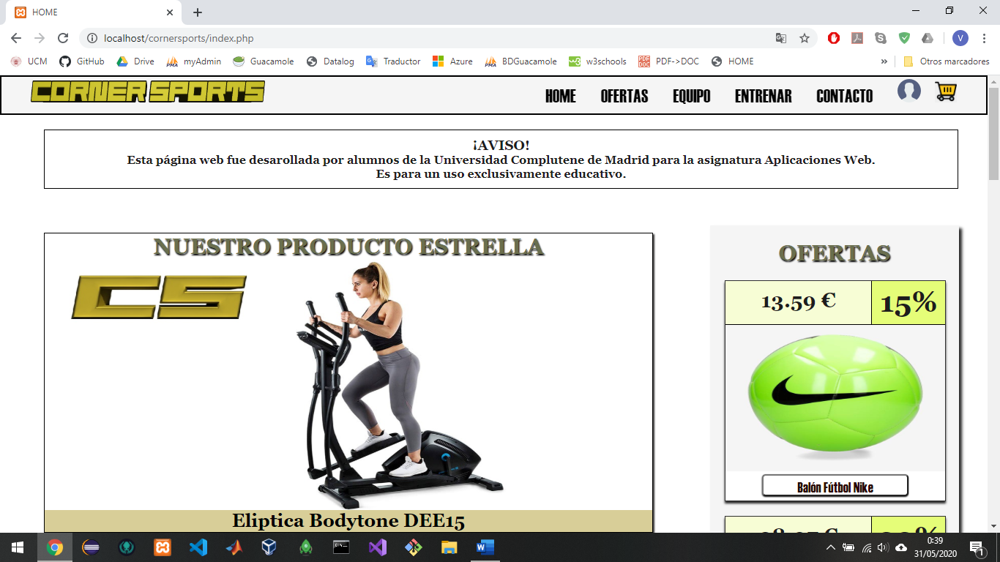 HOME
localhost/cornersports/index.php
V
UCM
GitHub
Drive
myAdmin
Guacamole
Datalog
Traductor
Azure
BDGuacamole
w3schools
PDF->DOC
HOME
»
Otros marcadores
CORNER SPORTS
HOME
OFERTAS
EQUIPO
ENTRENAR
CONTACTO
¡AVISO!
Esta página web fue desarollada por alumnos de la Universidad Complutene de Madrid para la asignatura Aplicaciones Web.
Es para un uso exclusivamente educativo.
NUESTRO PRODUCTO ESTRELLA
CS
Eliptica Bodytone DEE15
OFERTAS
13.59 €
15%
Balón Fútbol Nike
0:39
31/05/2020
1